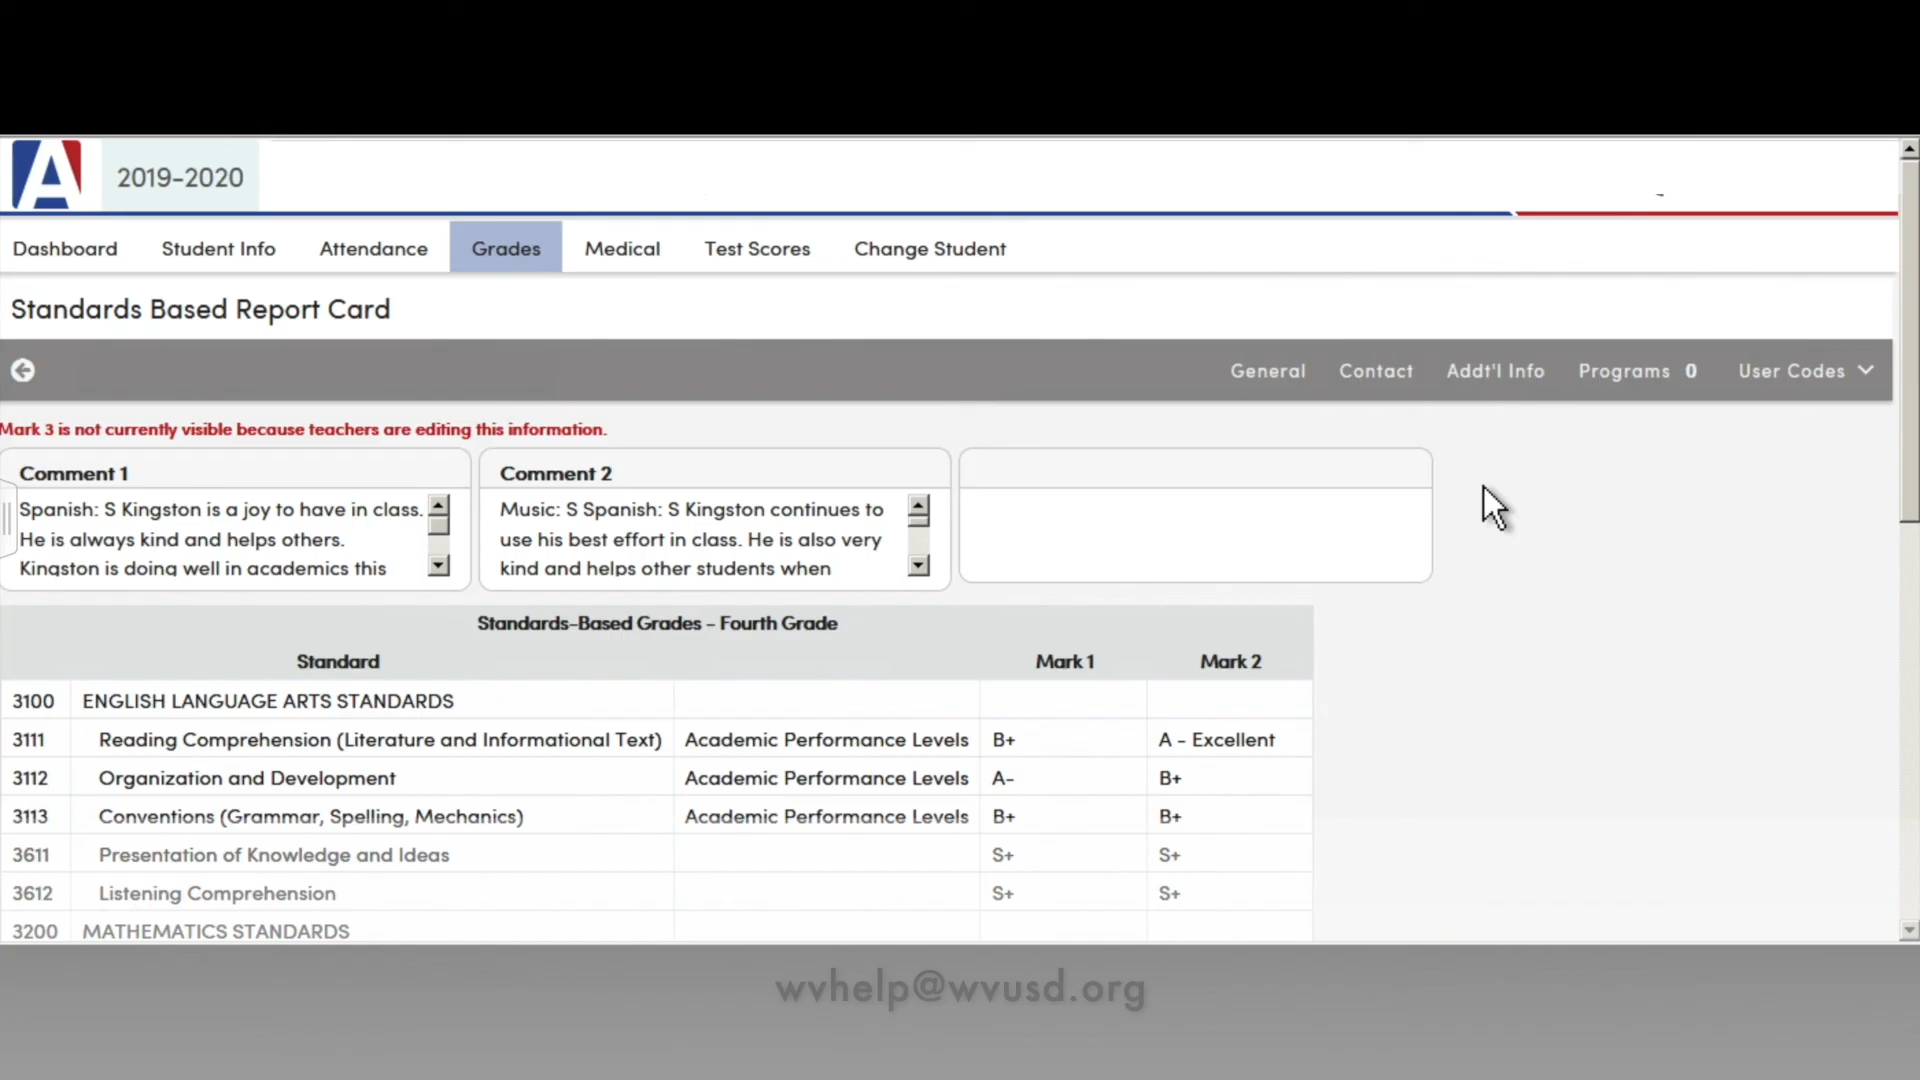 A 2019-2020
Dashboard Student Info Attendance Grades Medical Test Scores Change Student
Standards Based Report Card
General Contact Addt'l Info Programs 0 User Codes
Mark 3 is not currently visible because teachers are editing this information.
Comment 1
Spanish: S Kingston is a joy to have in class.
He is always kind and helps others.
Kingston is doing well in academics this
Comment 2
Music: S Spanish: S Kingston continues to
use his best effort in class. He is also very
kind and helps other students when
Standards-Based Grades - Fourth Grade
Standard Mark 1 Mark 2
3100 ENGLISH LANGUAGE ARTS STANDARDS
3111 Reading Comprehension (Literature and Informational Text) Academic Performance Levels B+ A - Excellent
3112 Organization and Development Academic Performance Levels A- B+
3113 Conventions (Grammar, Spelling, Mechanics) Academic Performance Levels B+ B+
3611 Presentation of Knowledge and Ideas S+ S+
3612 Listening Comprehension S+ S+
3200 MATHEMATICS STANDARDS
wvhelp@wvusd.org